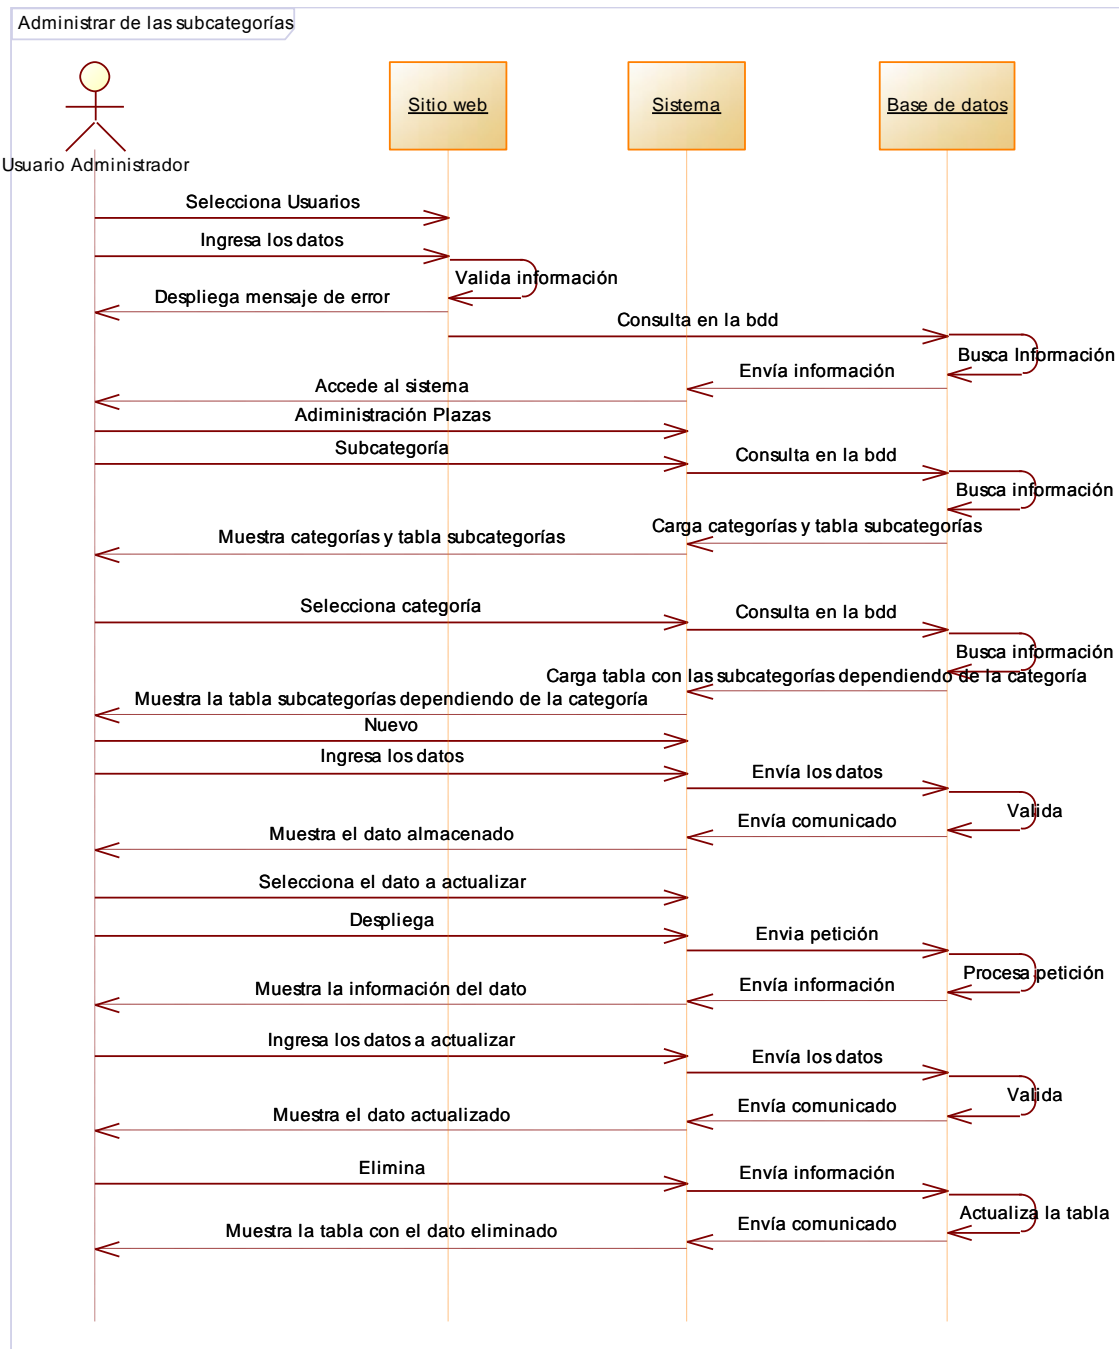 Administrar de las subcategorías
Sitio web
Sistema
Base de datos
Usuario Administrador
Selecciona Usuarios
Ingresa los datos
Valida información
Despliega mensaje de error
Consulta en la bdd
Busca Información
Envía información
Accede al sistema
Adiministración Plazas
Subcategoría
Consulta en la bdd
Busca información
Carga categorías y tabla subcategorías
Muestra categorías y tabla subcategorías
Selecciona categoría
Consulta en la bdd
Busca información
Carga tabla con las subcategorías dependiendo de la categoría
Muestra la tabla subcategorías dependiendo de la categoría
Nuevo
Ingresa los datos
Envía los datos
Valida
Envía comunicado
Muestra el dato almacenado
Selecciona el dato a actualizar
Despliega
Envia petición
Procesa petición
Envía información
Muestra la información del dato
Ingresa los datos a actualizar
Envía los datos
Valida
Envía comunicado
Muestra el dato actualizado
Elimina
Envía información
Actualiza la tabla
Envía comunicado
Muestra la tabla con el dato eliminado